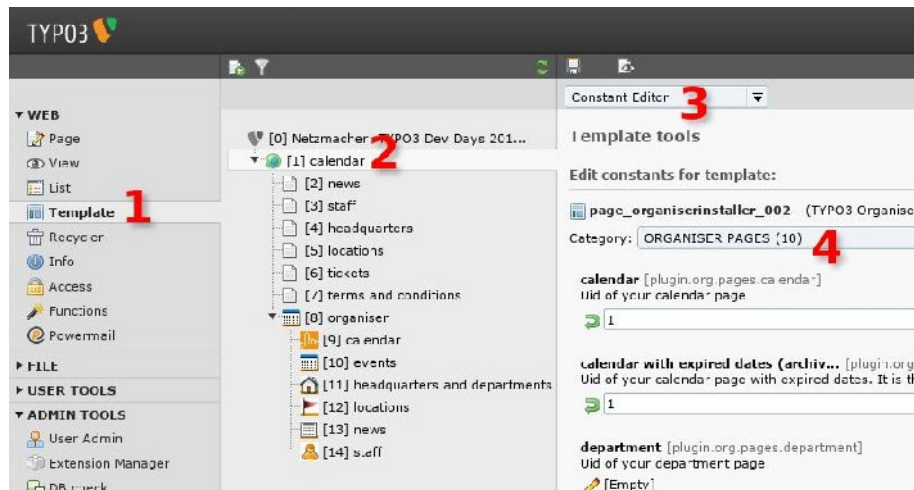 TYPO3
Constant Editor 3
WEB
Page
View
List
Template 1
Recycler
Info
Access
Functions
Powermail
FILE
USER TOOLS
ADMIN TOOLS
User Admin
Extension Manager
DB check
[0] Netzmacher - TYPO3 Dev Days 201...
[1] calendar 2
[2] news
[3] staff
[4] headquarters
[5] locations
[6] tickets
[7] terms and conditions
[8] organiser
[9] calendar
[10] events
[11] headquarters and departments
[12] locations
[13] news
[14] staff
Template tools
Edit constants for template:
page_organiserinstaller_002 (TYPO3 Organise
Category: ORGANISER PAGES (10) 4
calendar [plugin.org.pages.calendar]
Uid of your calendar page
1
calendar with expired dates (archiv... [plugin.org
Uid of your calendar page with expired dates. It is t
1
department [plugin.org.pages.department]
Uid of your department page
[Empty]